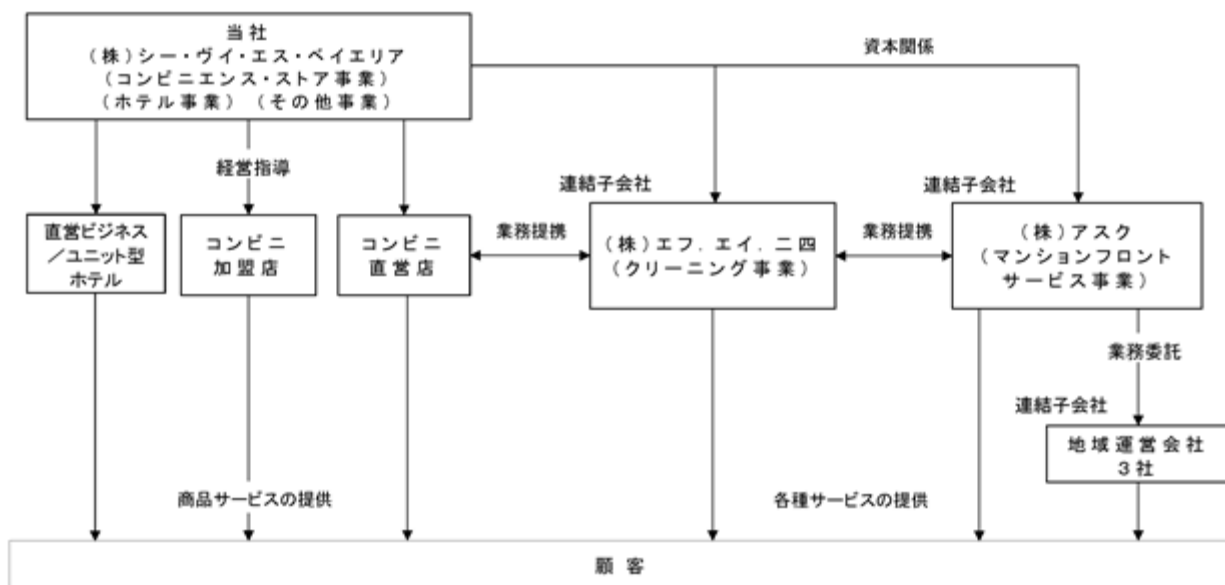 当社
(株)シー・ヴィ・エス・ベイエリア
(コンビニエンス・ストア事業)
(ホテル事業) (その他事業)
資本関係
経営指導
連結子会社
連結子会社
直営ビジネス
／ユニット型
ホテル
コンビニ
加盟店
コンビニ
直営店
業務提携
(株)エフ．エイ．二四
(クリーニング事業)
業務提携
(株)アスク
(マンションフロント
サービス事業)
業務委託
連結子会社
地域運営会社
3社
商品サービスの提供
各種サービスの提供
顧客